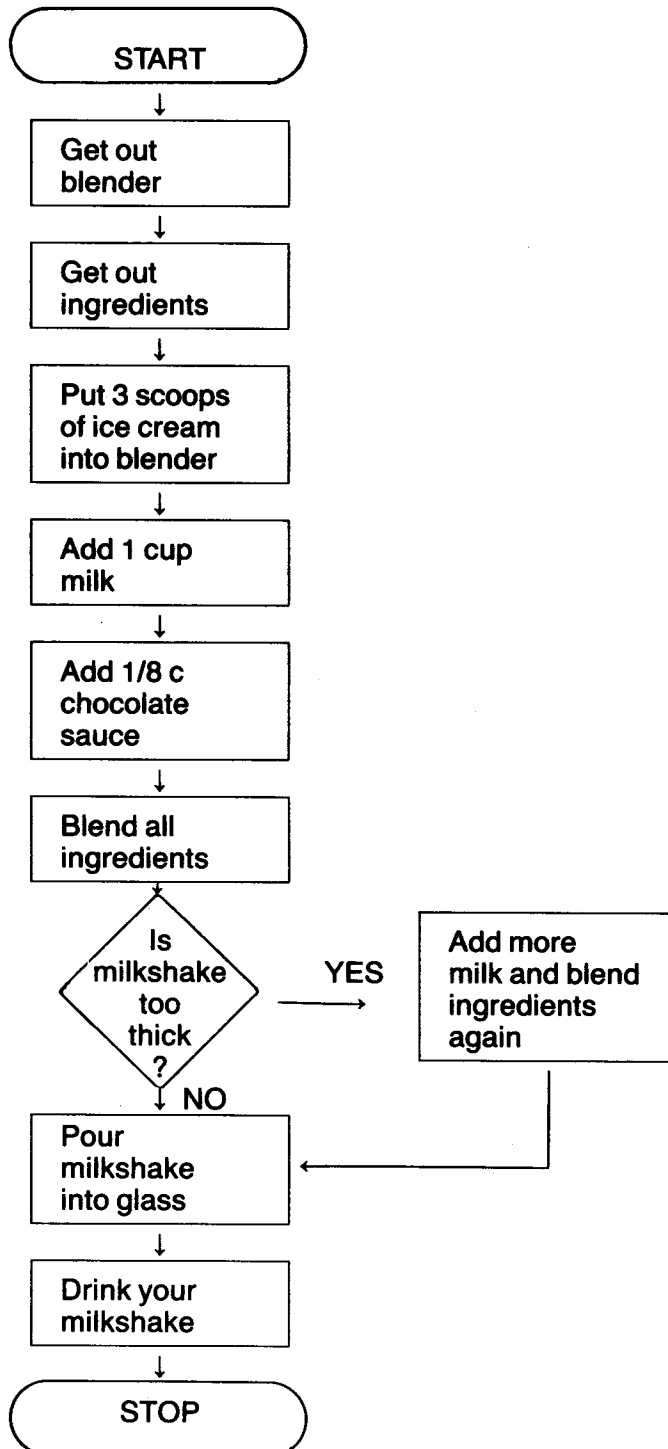 START
Get out
blender
Get out
ingredients
Put 3 scoops
of ice cream
into blender
Add 1 cup
milk
Add 1/8 c
chocolate
sauce
Blend all
ingredients
Is
milkshake
too
thick
?
YES
Add more
milk and blend
ingredients
again
NO
Pour
milkshake
into glass
Drink your
milkshake
STOP